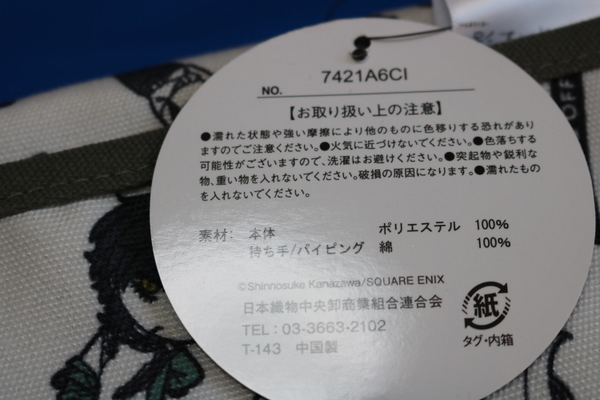 NO. 7421A6CI
【お取り扱い上の注意】
●濡れた状態や強い摩擦により他のものに色移りする恐れがあり
ますのでご注意ください。●火気に近づけないでください。●色落ちする
可能性がございますので、洗濯はお避けください。●突起物や鋭利な
物、重い物を入れないでください。破損の原因になります。●濡れたもの
を入れないでください。
素材: 本体 ポリエステル 100%
持ち手/パイピング 綿 100%
©Shinnosuke Kanazawa/SQUARE ENIX
日本織物中央卸商業組合連合会
TEL : 03-3663-2102
T-143 中国製
紙
タグ・内箱
OFF